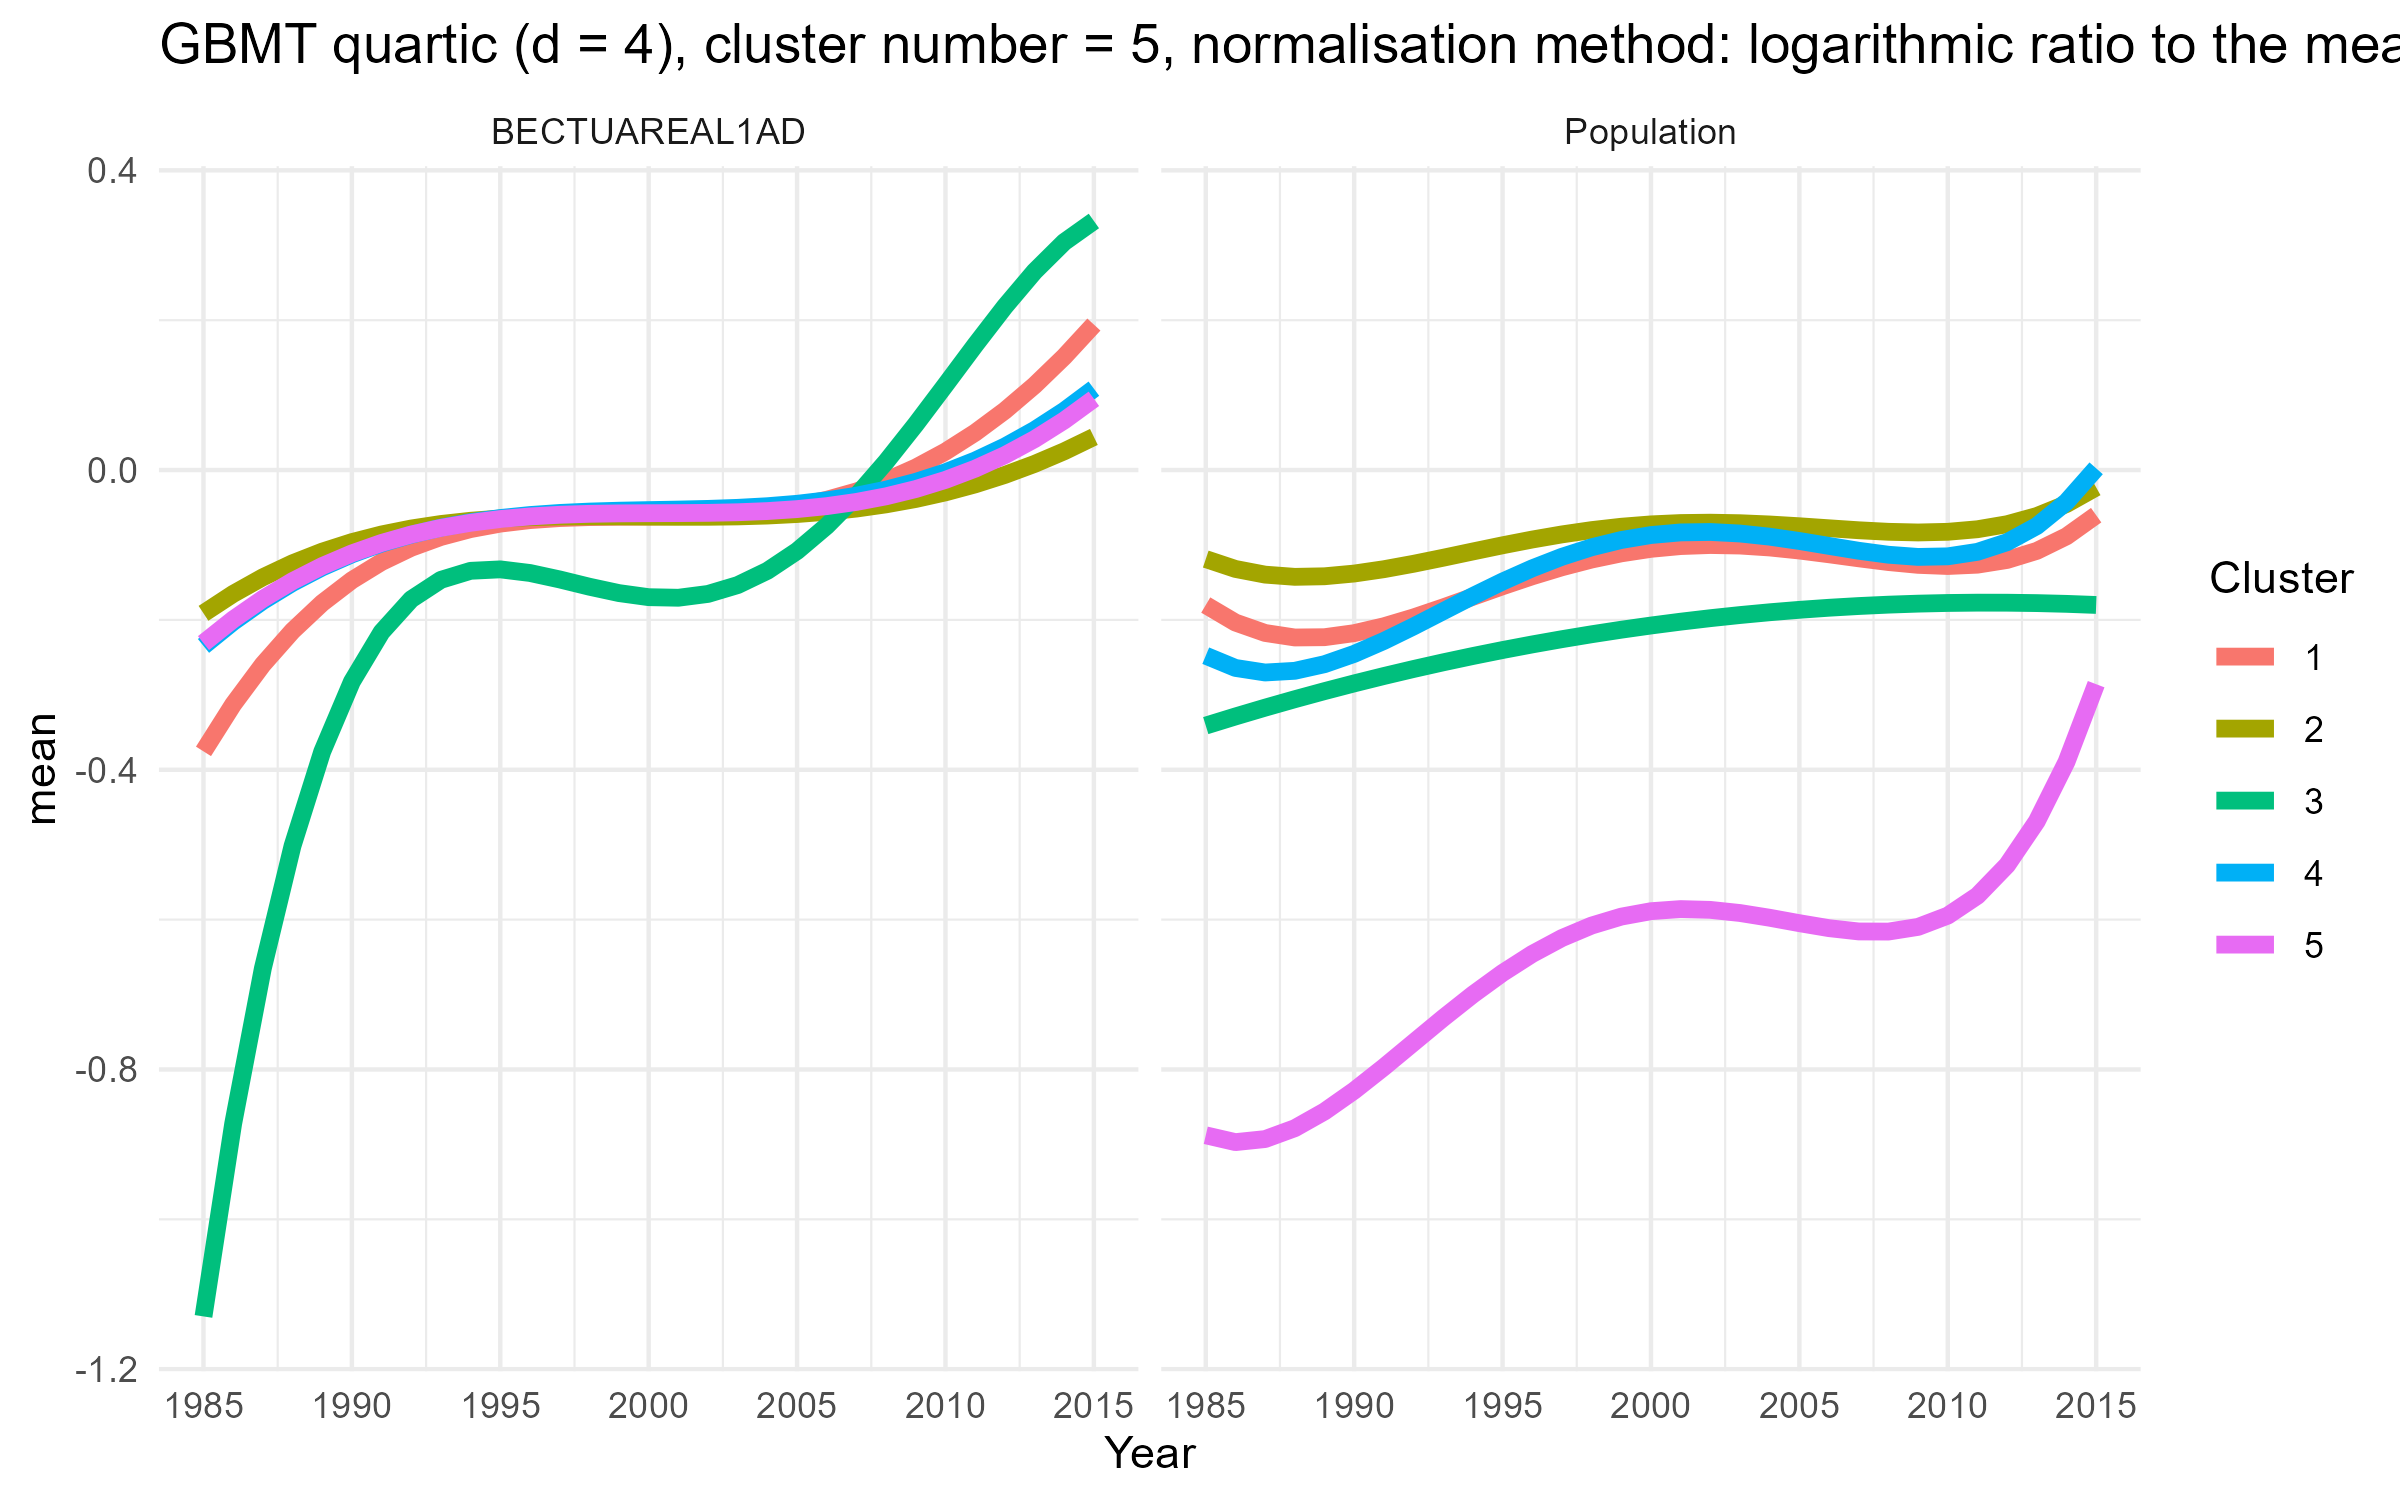 GBMT quartic (d = 4), cluster number = 5, normalisation method: logarithmic ratio to the
BECTUAREAL1AD
Population
0.4
0.0
-0.4
-0.8
-1.2
mean
1985 1990 1995 2000 2005 2010 2015
1985 1990 1995 2000 2005 2010 2015
Year
Cluster
1
2
3
4
5